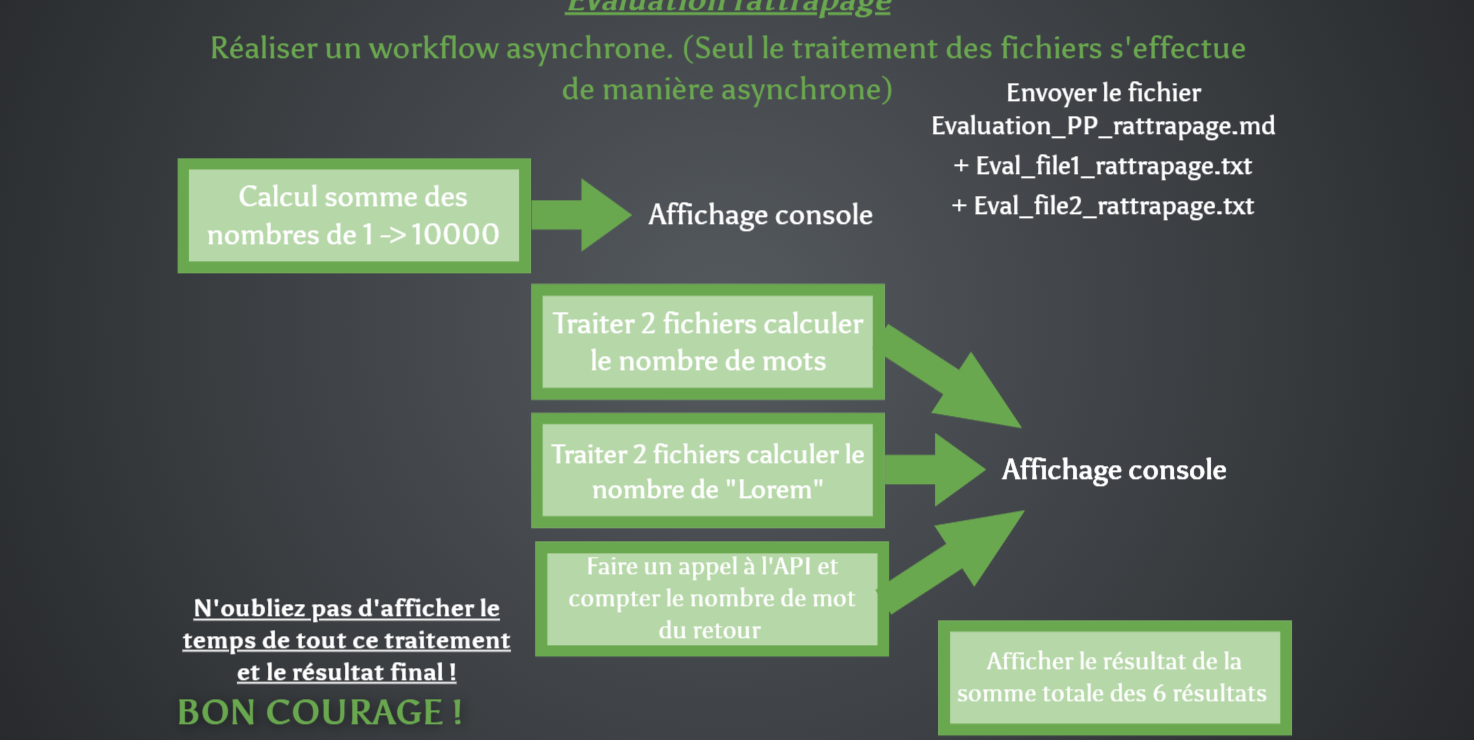 Evaluation rattrapage
Réaliser un workflow asynchrone. (Seul le traitement des fichiers s'effectue
de manière asynchrone)
Envoyer le fichier
Evaluation_PP_rattrapage.md
+ Eval_file1_rattrapage.txt
+ Eval_file2_rattrapage.txt
Calcul somme des
nombres de 1 -> 10000
Affichage console
Traiter 2 fichiers calculer
le nombre de mots
Traiter 2 fichiers calculer le
nombre de "Lorem"
Affichage console
Faire un appel à l'API et
compter le nombre de mot
du retour
N'oubliez pas d'afficher le
temps de tout ce traitement
et le résultat final !
BON COURAGE !
Afficher le résultat de la
somme totale des 6 résultats